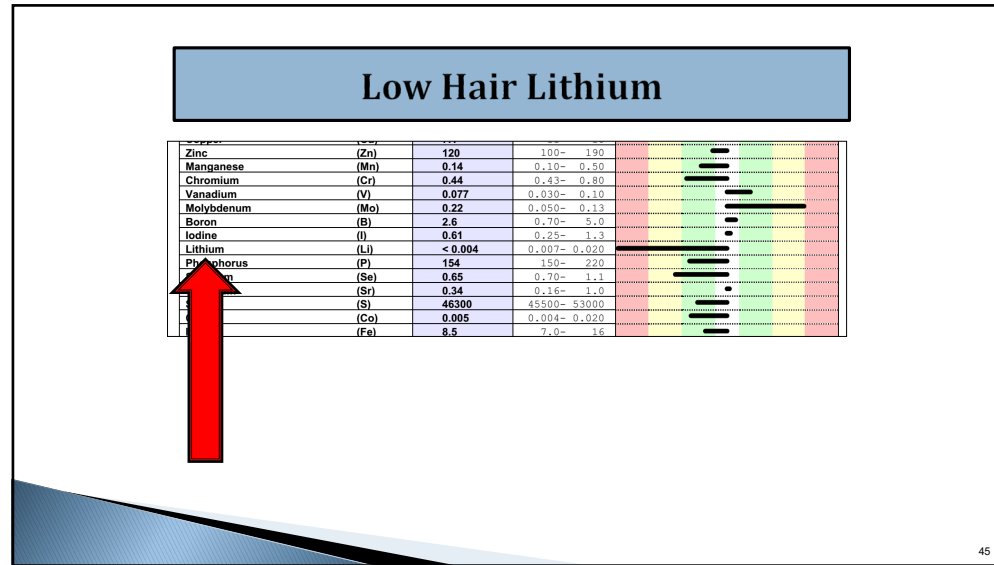 Low Hair Lithium
Zinc (Zn) 120 100- 190
Manganese (Mn) 0.14 0.10- 0.50
Chromium (Cr) 0.44 0.43- 0.80
Vanadium (V) 0.077 0.030- 0.10
Molybdenum (Mo) 0.22 0.050- 0.13
Boron (B) 2.6 0.70- 5.0
Iodine (I) 0.61 0.25- 1.3
Lithium (Li) < 0.004 0.007- 0.020
Phosphorus (P) 154 150- 220
(Se) 0.65 0.70- 1.1
(Sr) 0.34 0.16- 1.0
(S) 46300 45500- 53000
(Co) 0.005 0.004- 0.020
(Fe) 8.5 7.0- 16
45